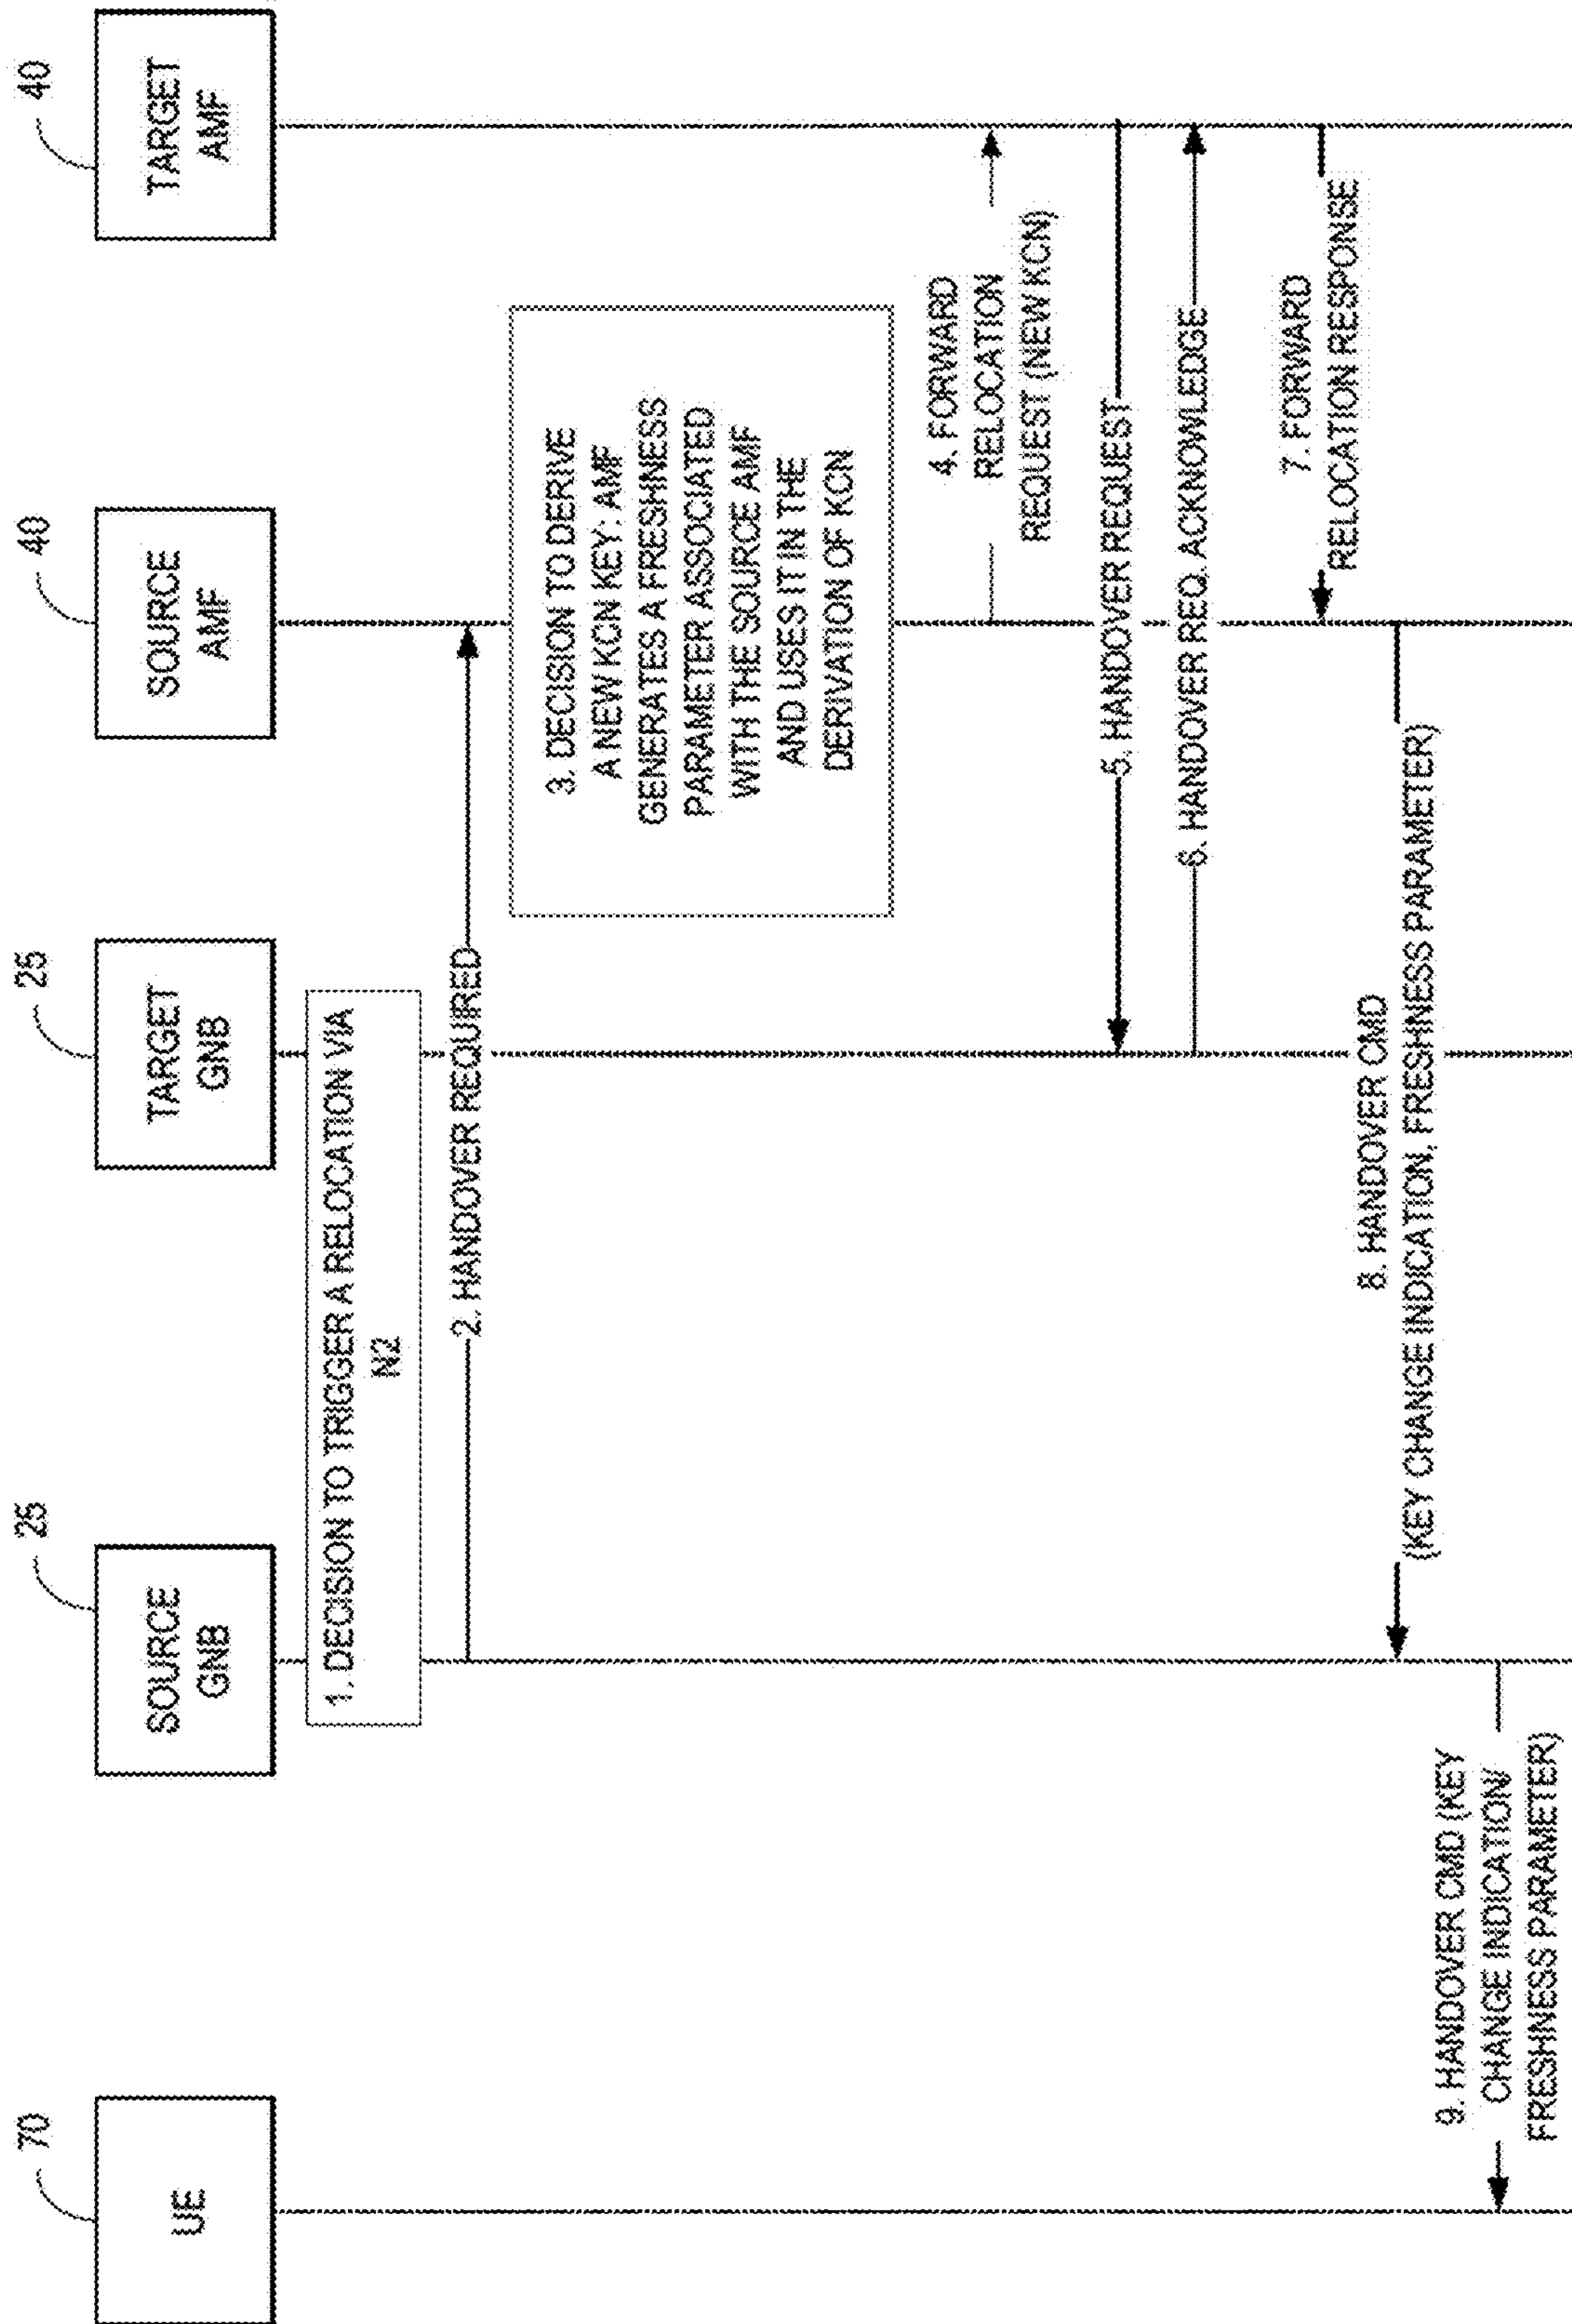 70
UE
25
SOURCE
GNB
25
TARGET
GNB
40
SOURCE
AMF
40
TARGET
AMF
1. DECISION TO TRIGGER A RELOCATION VIA
N2
2. HANDOVER REQUIRED
3. DECISION TO DERIVE
A NEW KCN KEY: AMF
GENERATES A FRESHNESS
PARAMETER ASSOCIATED
WITH THE SOURCE AMF
AND USES IT IN THE
DERIVATION OF KCN
4. FORWARD
RELOCATION
REQUEST (NEW KCN)
5. HANDOVER REQUEST
6. HANDOVER REQ. ACKNOWLEDGE
7. FORWARD
RELOCATION RESPONSE
8. HANDOVER CMD
(KEY CHANGE INDICATION, FRESHNESS PARAMETER)
9. HANDOVER CMD (KEY
CHANGE INDICATION/
FRESHNESS PARAMETER)